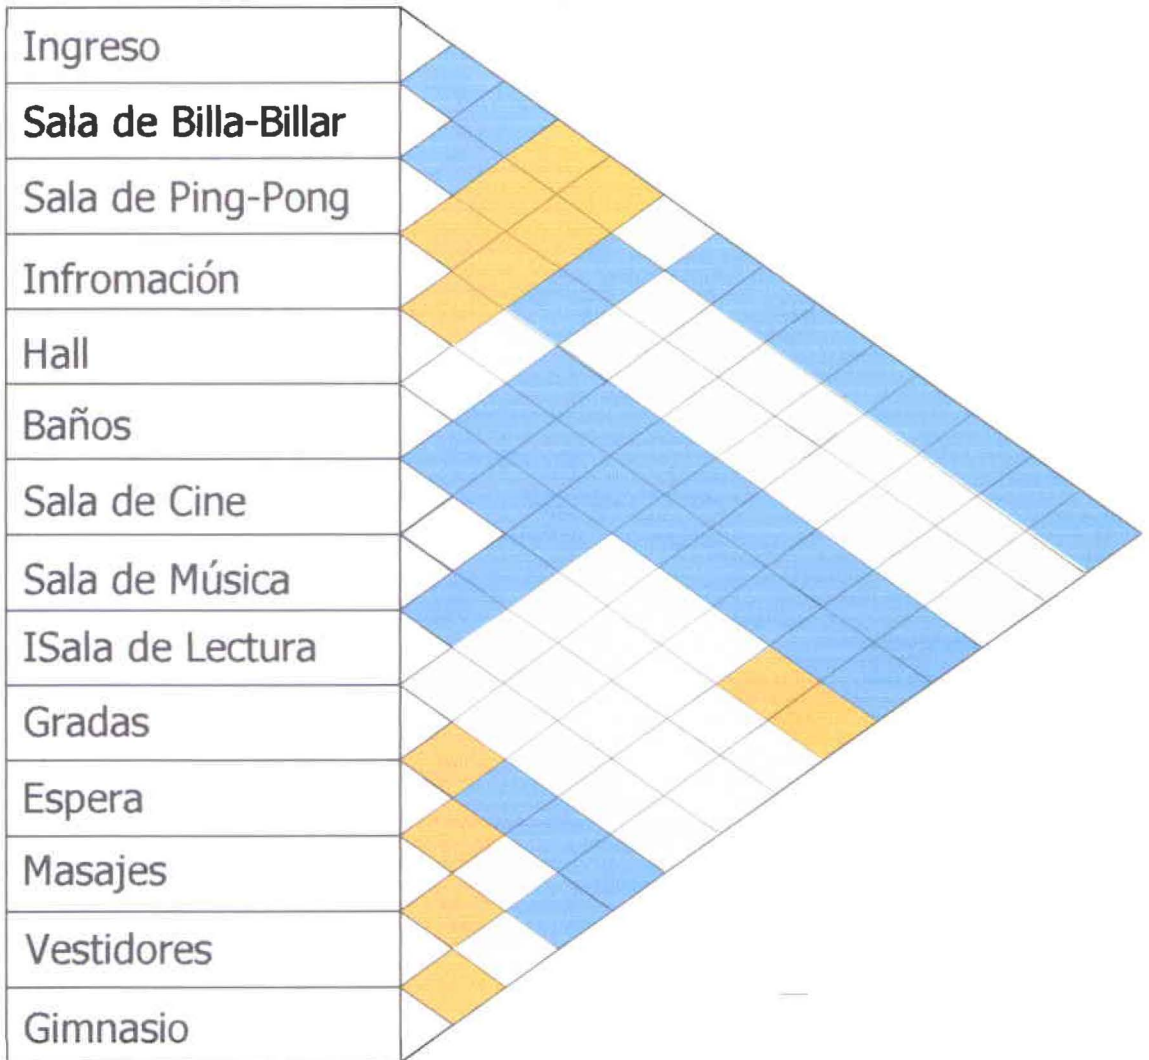 Ingreso
Sala de Billa-Billar
Sala de Ping-Pong
Infromación
Hall
Baños
Sala de Cine
Sala de Música
ISala de Lectura
Gradas
Espera
Masajes
Vestidores
Gimnasio